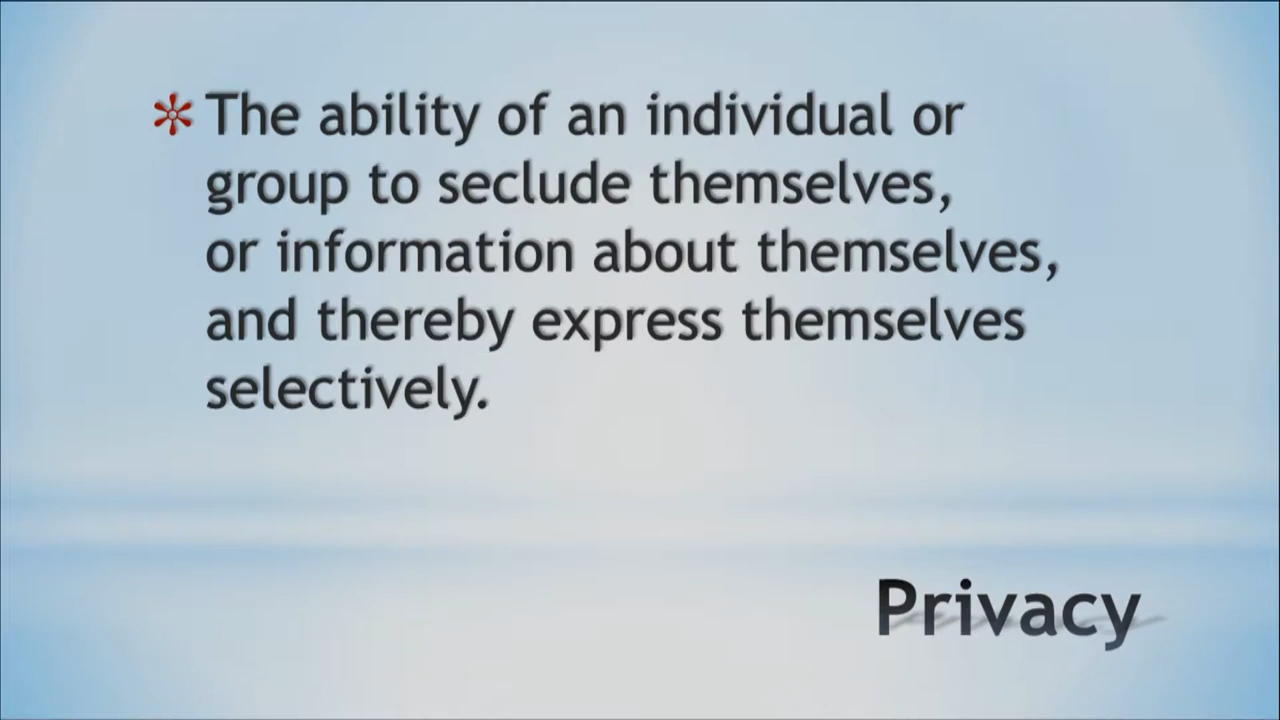 * The ability of an individual or
group to seclude themselves,
or information about themselves,
and thereby express themselves
selectively.
Privacy